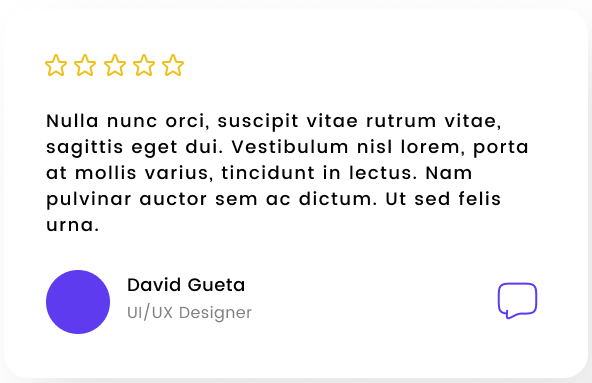 Nulla nunc orci, suscipit vitae rutrum vitae,
sagittis eget dui. Vestibulum nisl lorem, porta
at mollis varius, tincidunt in lectus. Nam
pulvinar auctor sem ac dictum. Ut sed felis
urna.
David Gueta
UI/UX Designer